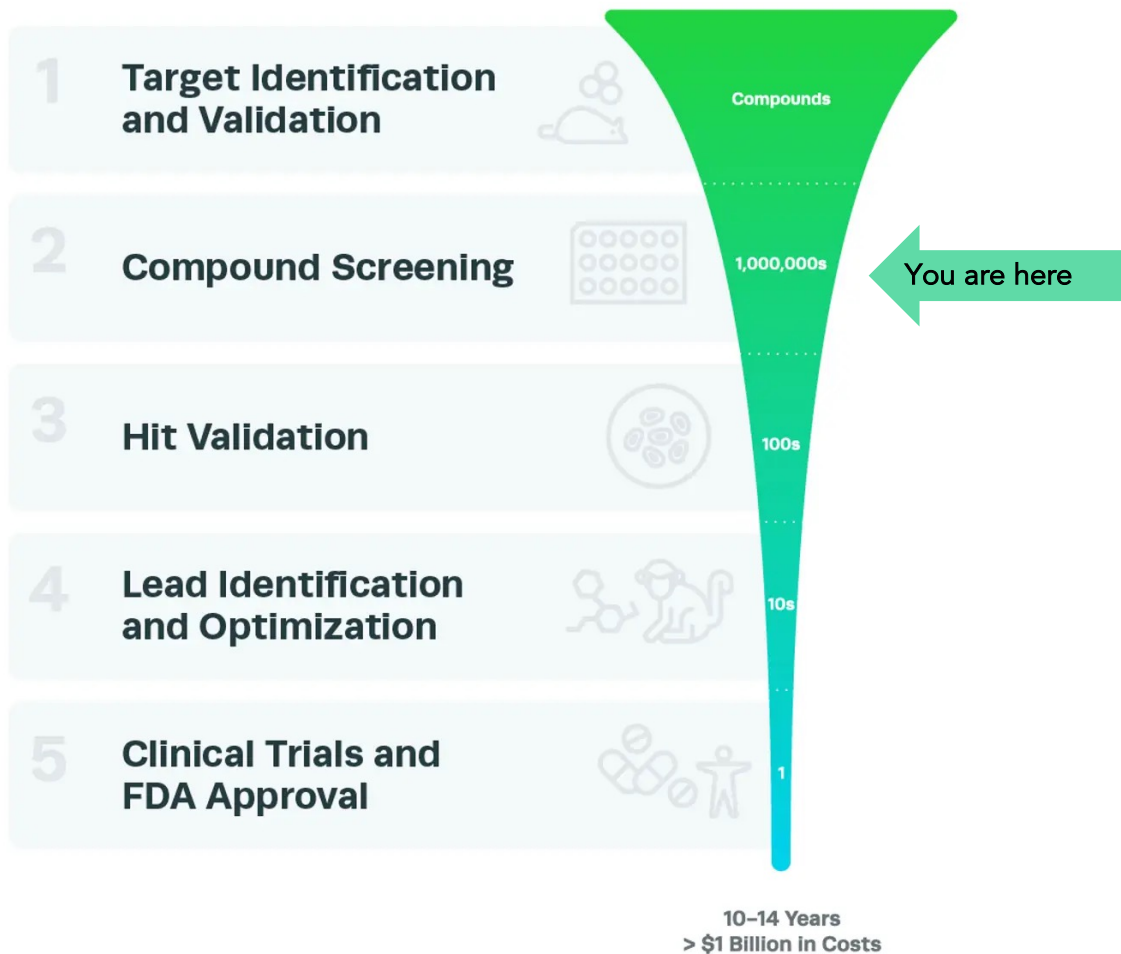 1
Target Identification
and Validation
Compounds
2
Compound Screening
1,000,000s
You are here
3
Hit Validation
100s
4
Lead Identification
and Optimization
10s
5
Clinical Trials and
FDA Approval
1
10–14 Years
> $1 Billion in Costs